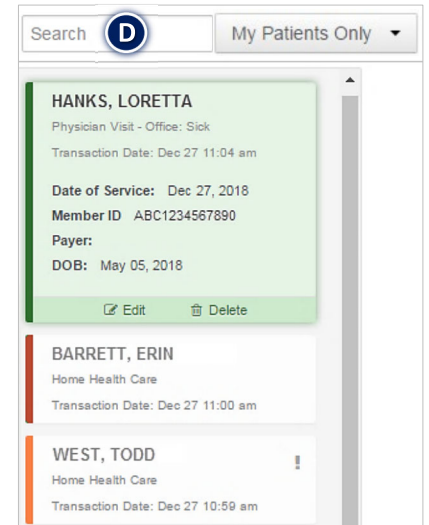 Search D My Patients Only
HANKS, LORETTA
Physician Visit - Office: Sick
Transaction Date: Dec 27 11:04 am
Date of Service: Dec 27, 2018
Member ID ABC1234567890
Payer:
DOB: May 05, 2018
Edit Delete
BARRETT, ERIN
Home Health Care
Transaction Date: Dec 27 11:00 am
WEST, TODD !
Home Health Care
Transaction Date: Dec 27 10:59 am